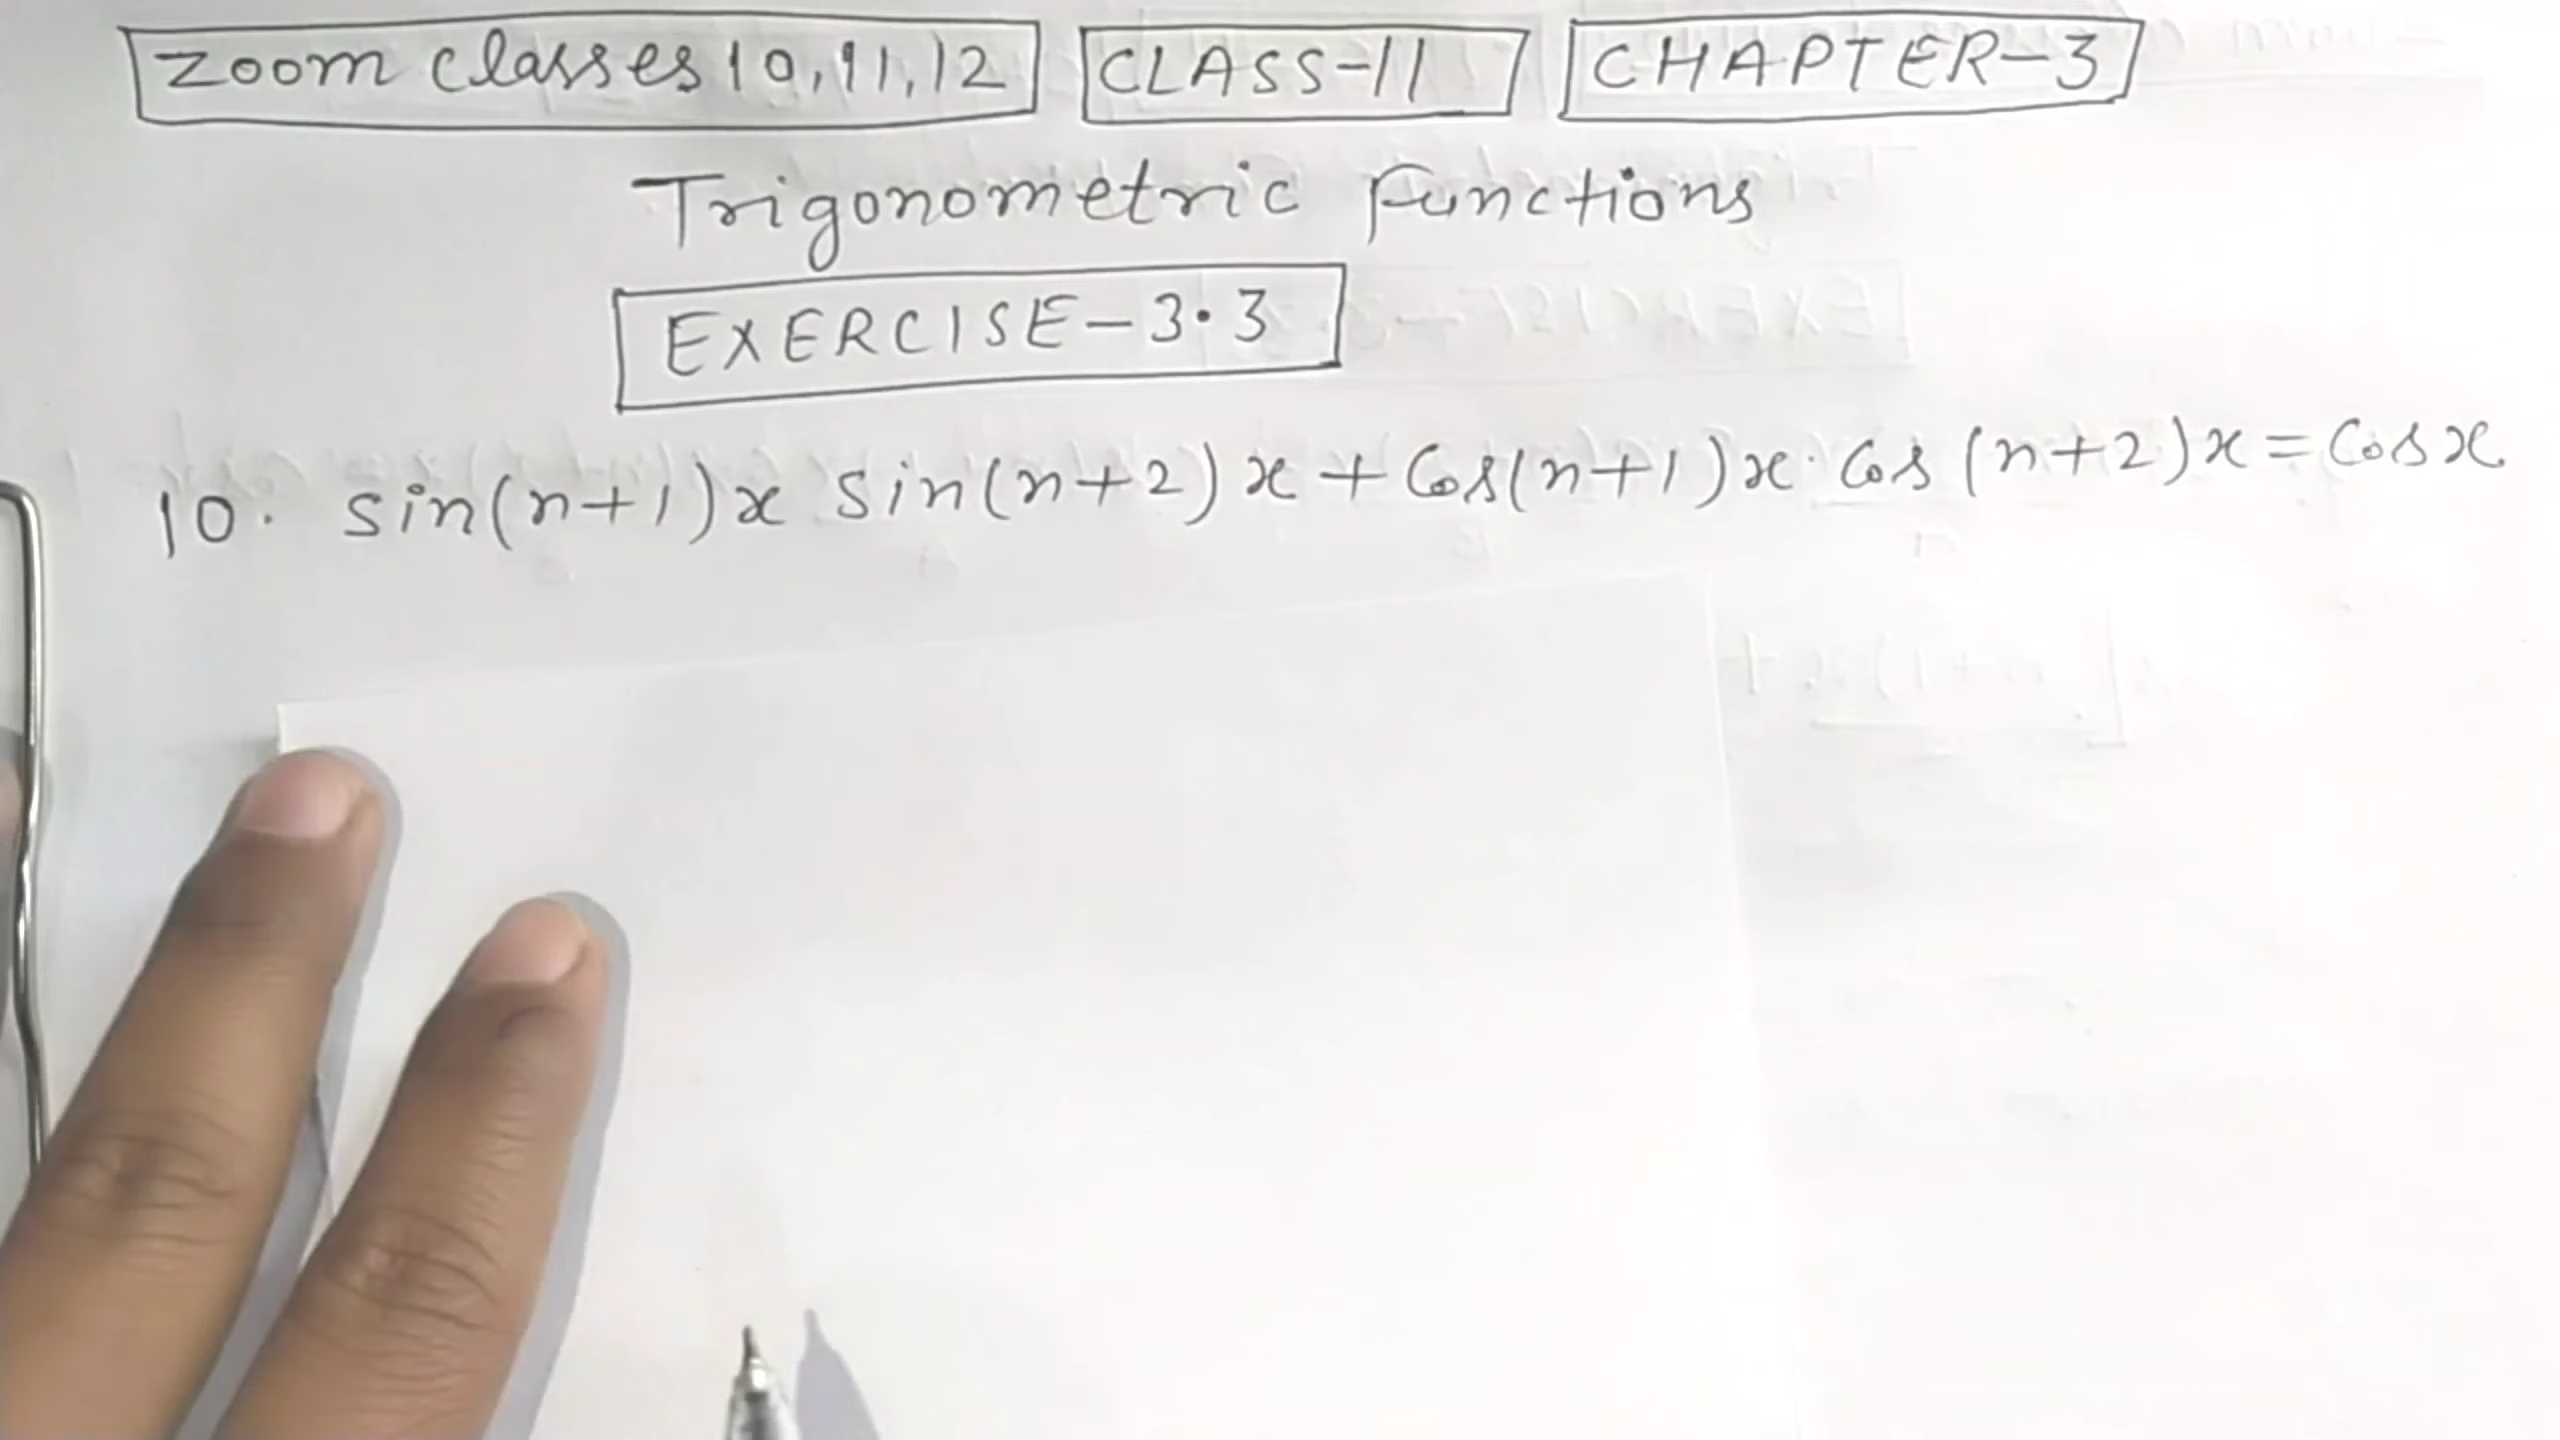 Zoom classes 10,11,12 CLASS-11 CHAPTER-3
Trigonometric Functions
EXERCISE-3.3
10. sin(n+1)x sin(n+2)x + Cos(n+1)x. Cos(n+2)x = Cosx